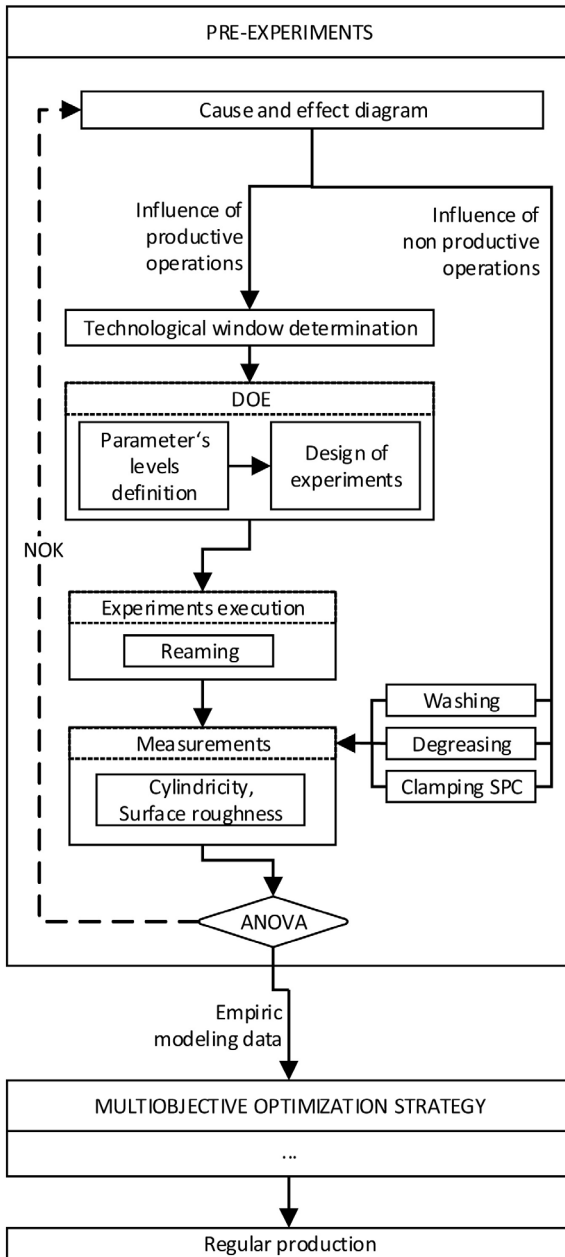 PRE-EXPERIMENTS
Cause and effect diagram
Influence of
productive
operations
Influence of
non productive
operations
Technological window determination
DOE
Parameter‘s
levels
definition
Design of
experiments
NOK
Experiments execution
Reaming
Measurements
Cylindricity,
Surface roughness
Washing
Degreasing
Clamping SPC
ANOVA
Empiric
modeling data
MULTIOBJECTIVE OPTIMIZATION STRATEGY
...
Regular production